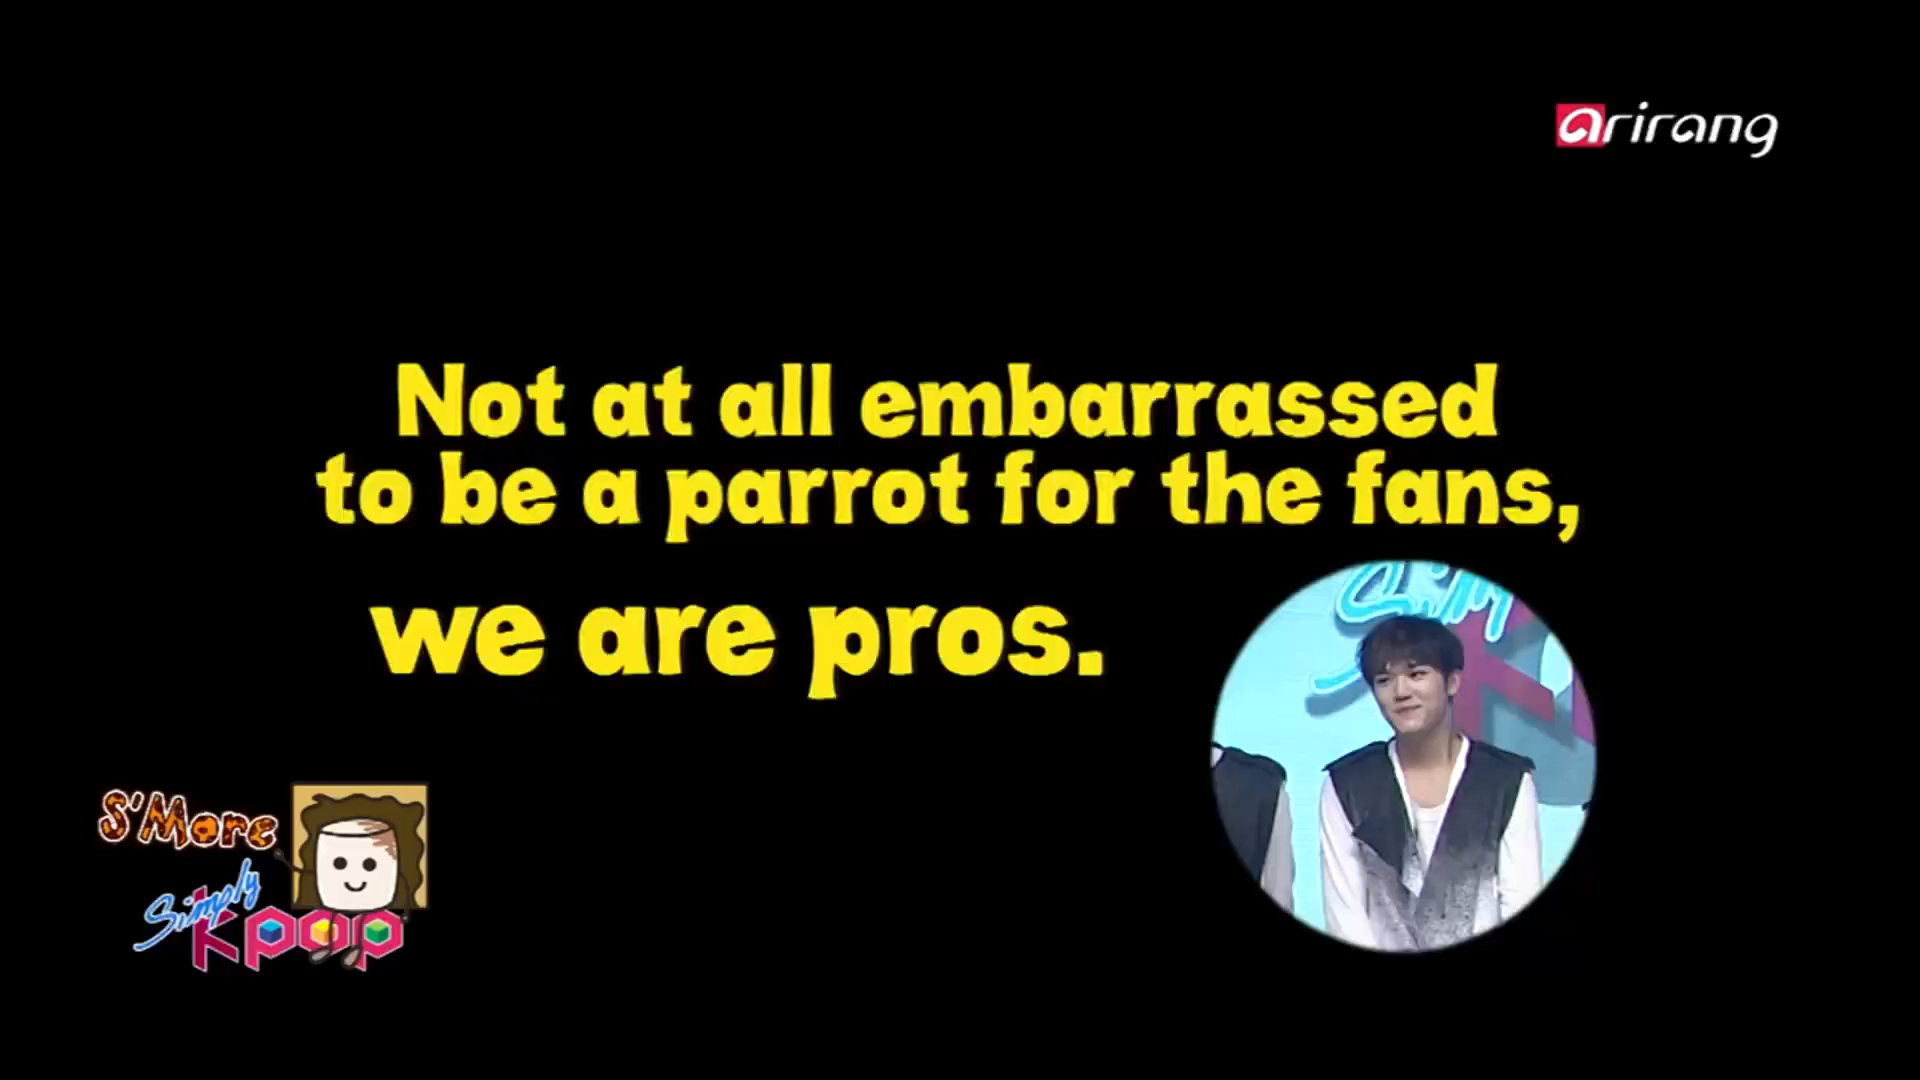 arirang
Not at all embarrassed
to be a parrot for the fans,
we are pros.
S'More
Simply
Kpop